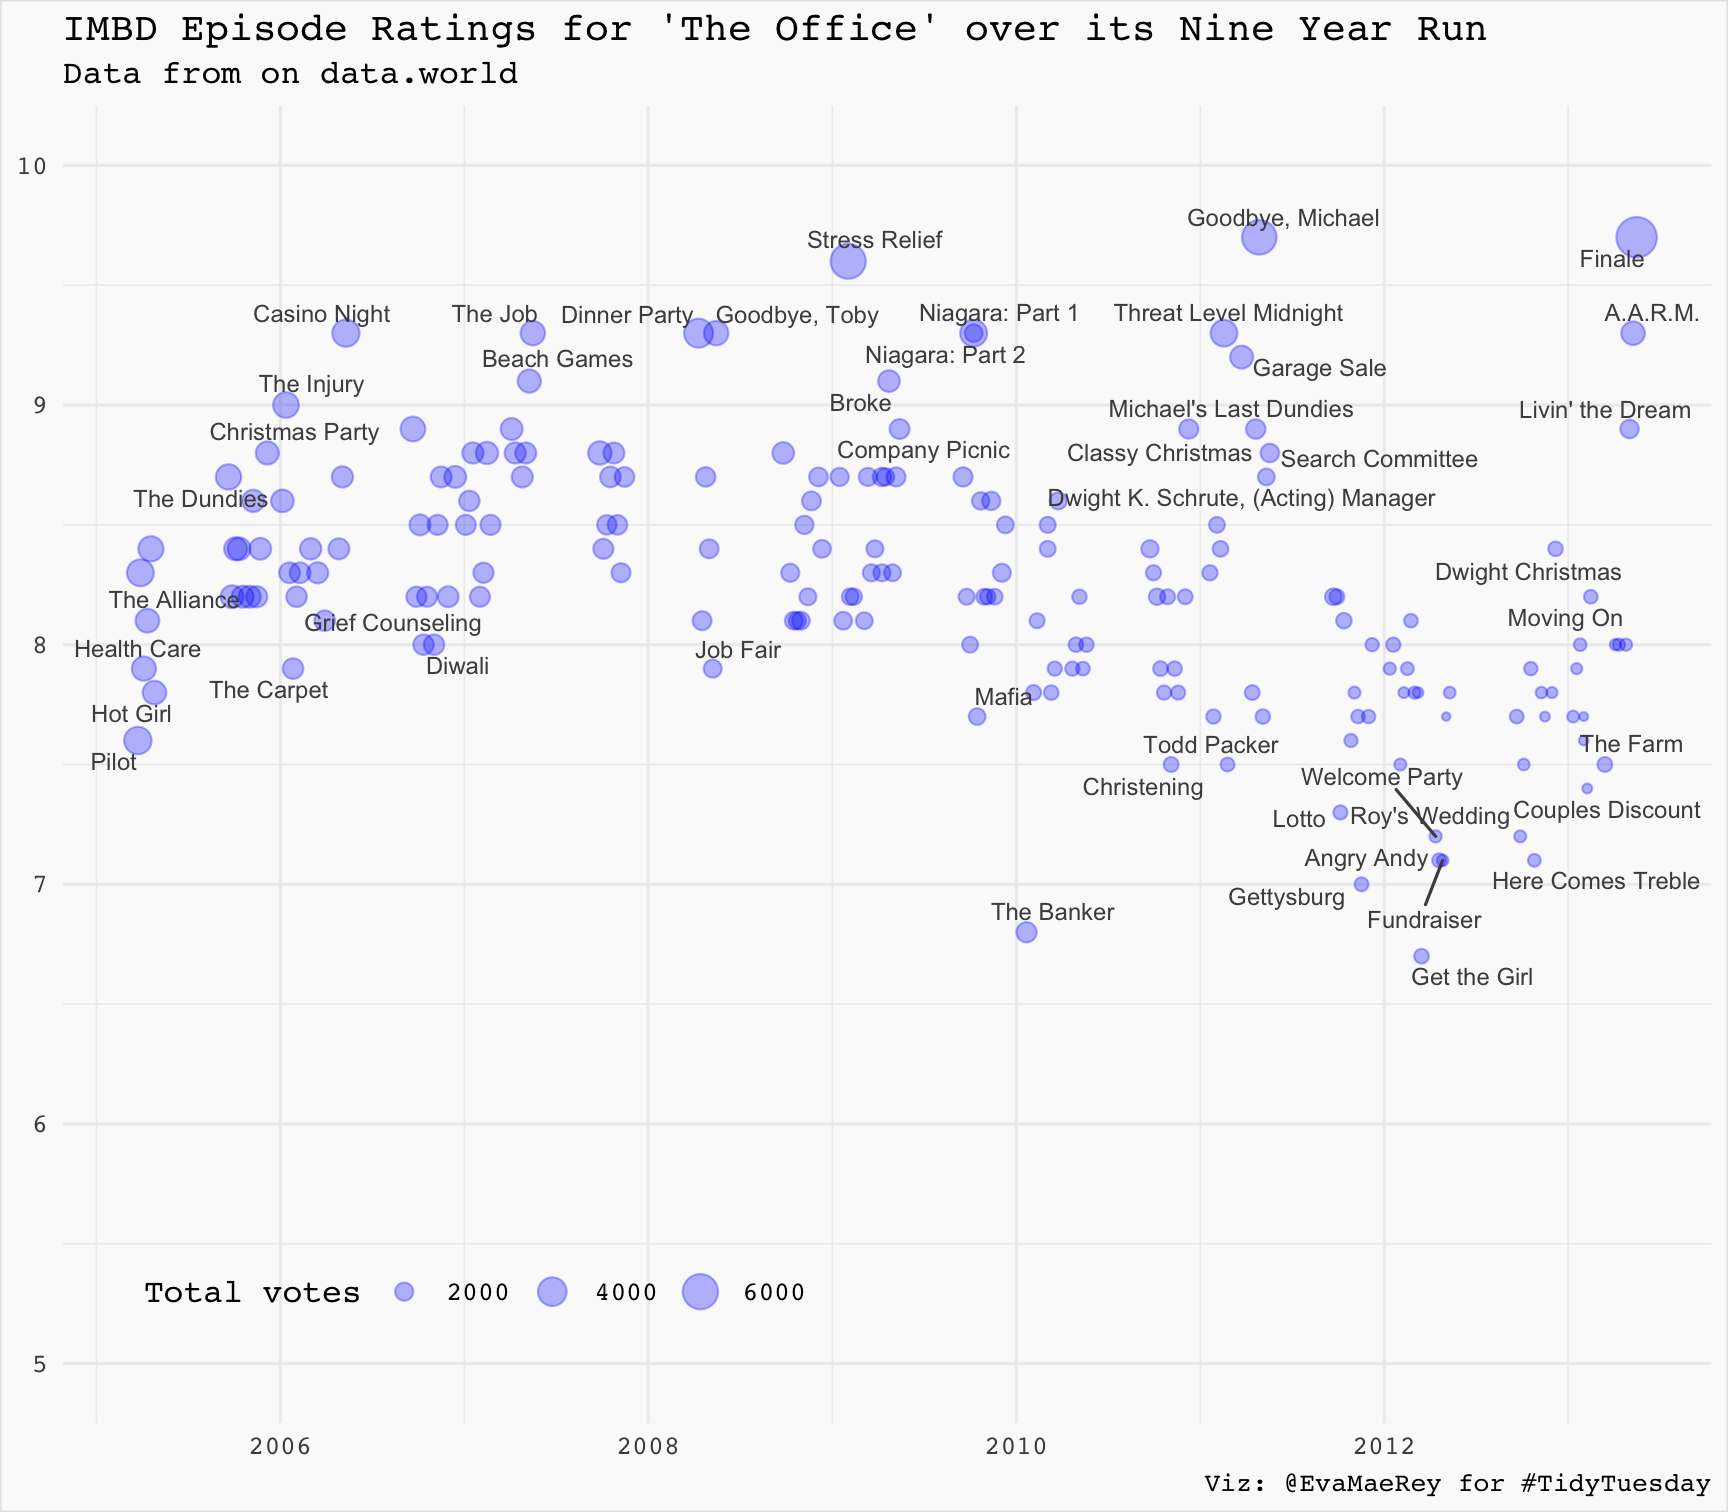 IMBD Episode Ratings for 'The Office' over its Nine Year Run
Data from on data.world
10
Goodbye, Michael
Stress Relief
Finale
Casino Night
The Job
Dinner Party
Goodbye, Toby
Niagara: Part 1
Threat Level Midnight
A.A.R.M.
Beach Games
Niagara: Part 2
Garage Sale
The Injury
9
Broke
Michael's Last Dundies
Livin' the Dream
Christmas Party
Company Picnic
Classy Christmas
Search Committee
The Dundies
Dwight K. Schrute, (Acting) Manager
Dwight Christmas
The Alliance
Grief Counseling
Moving On
8
Health Care
Diwali
Job Fair
The Carpet
Mafia
Hot Girl
Todd Packer
The Farm
Pilot
Christening
Welcome Party
Lotto
Roy's Wedding
Couples Discount
Angry Andy
7
Here Comes Treble
Gettysburg
The Banker
Fundraiser
Get the Girl
6
Total votes 2000 4000 6000
5
2006 2008 2010 2012
Viz: @EvaMaeRey for #TidyTuesday